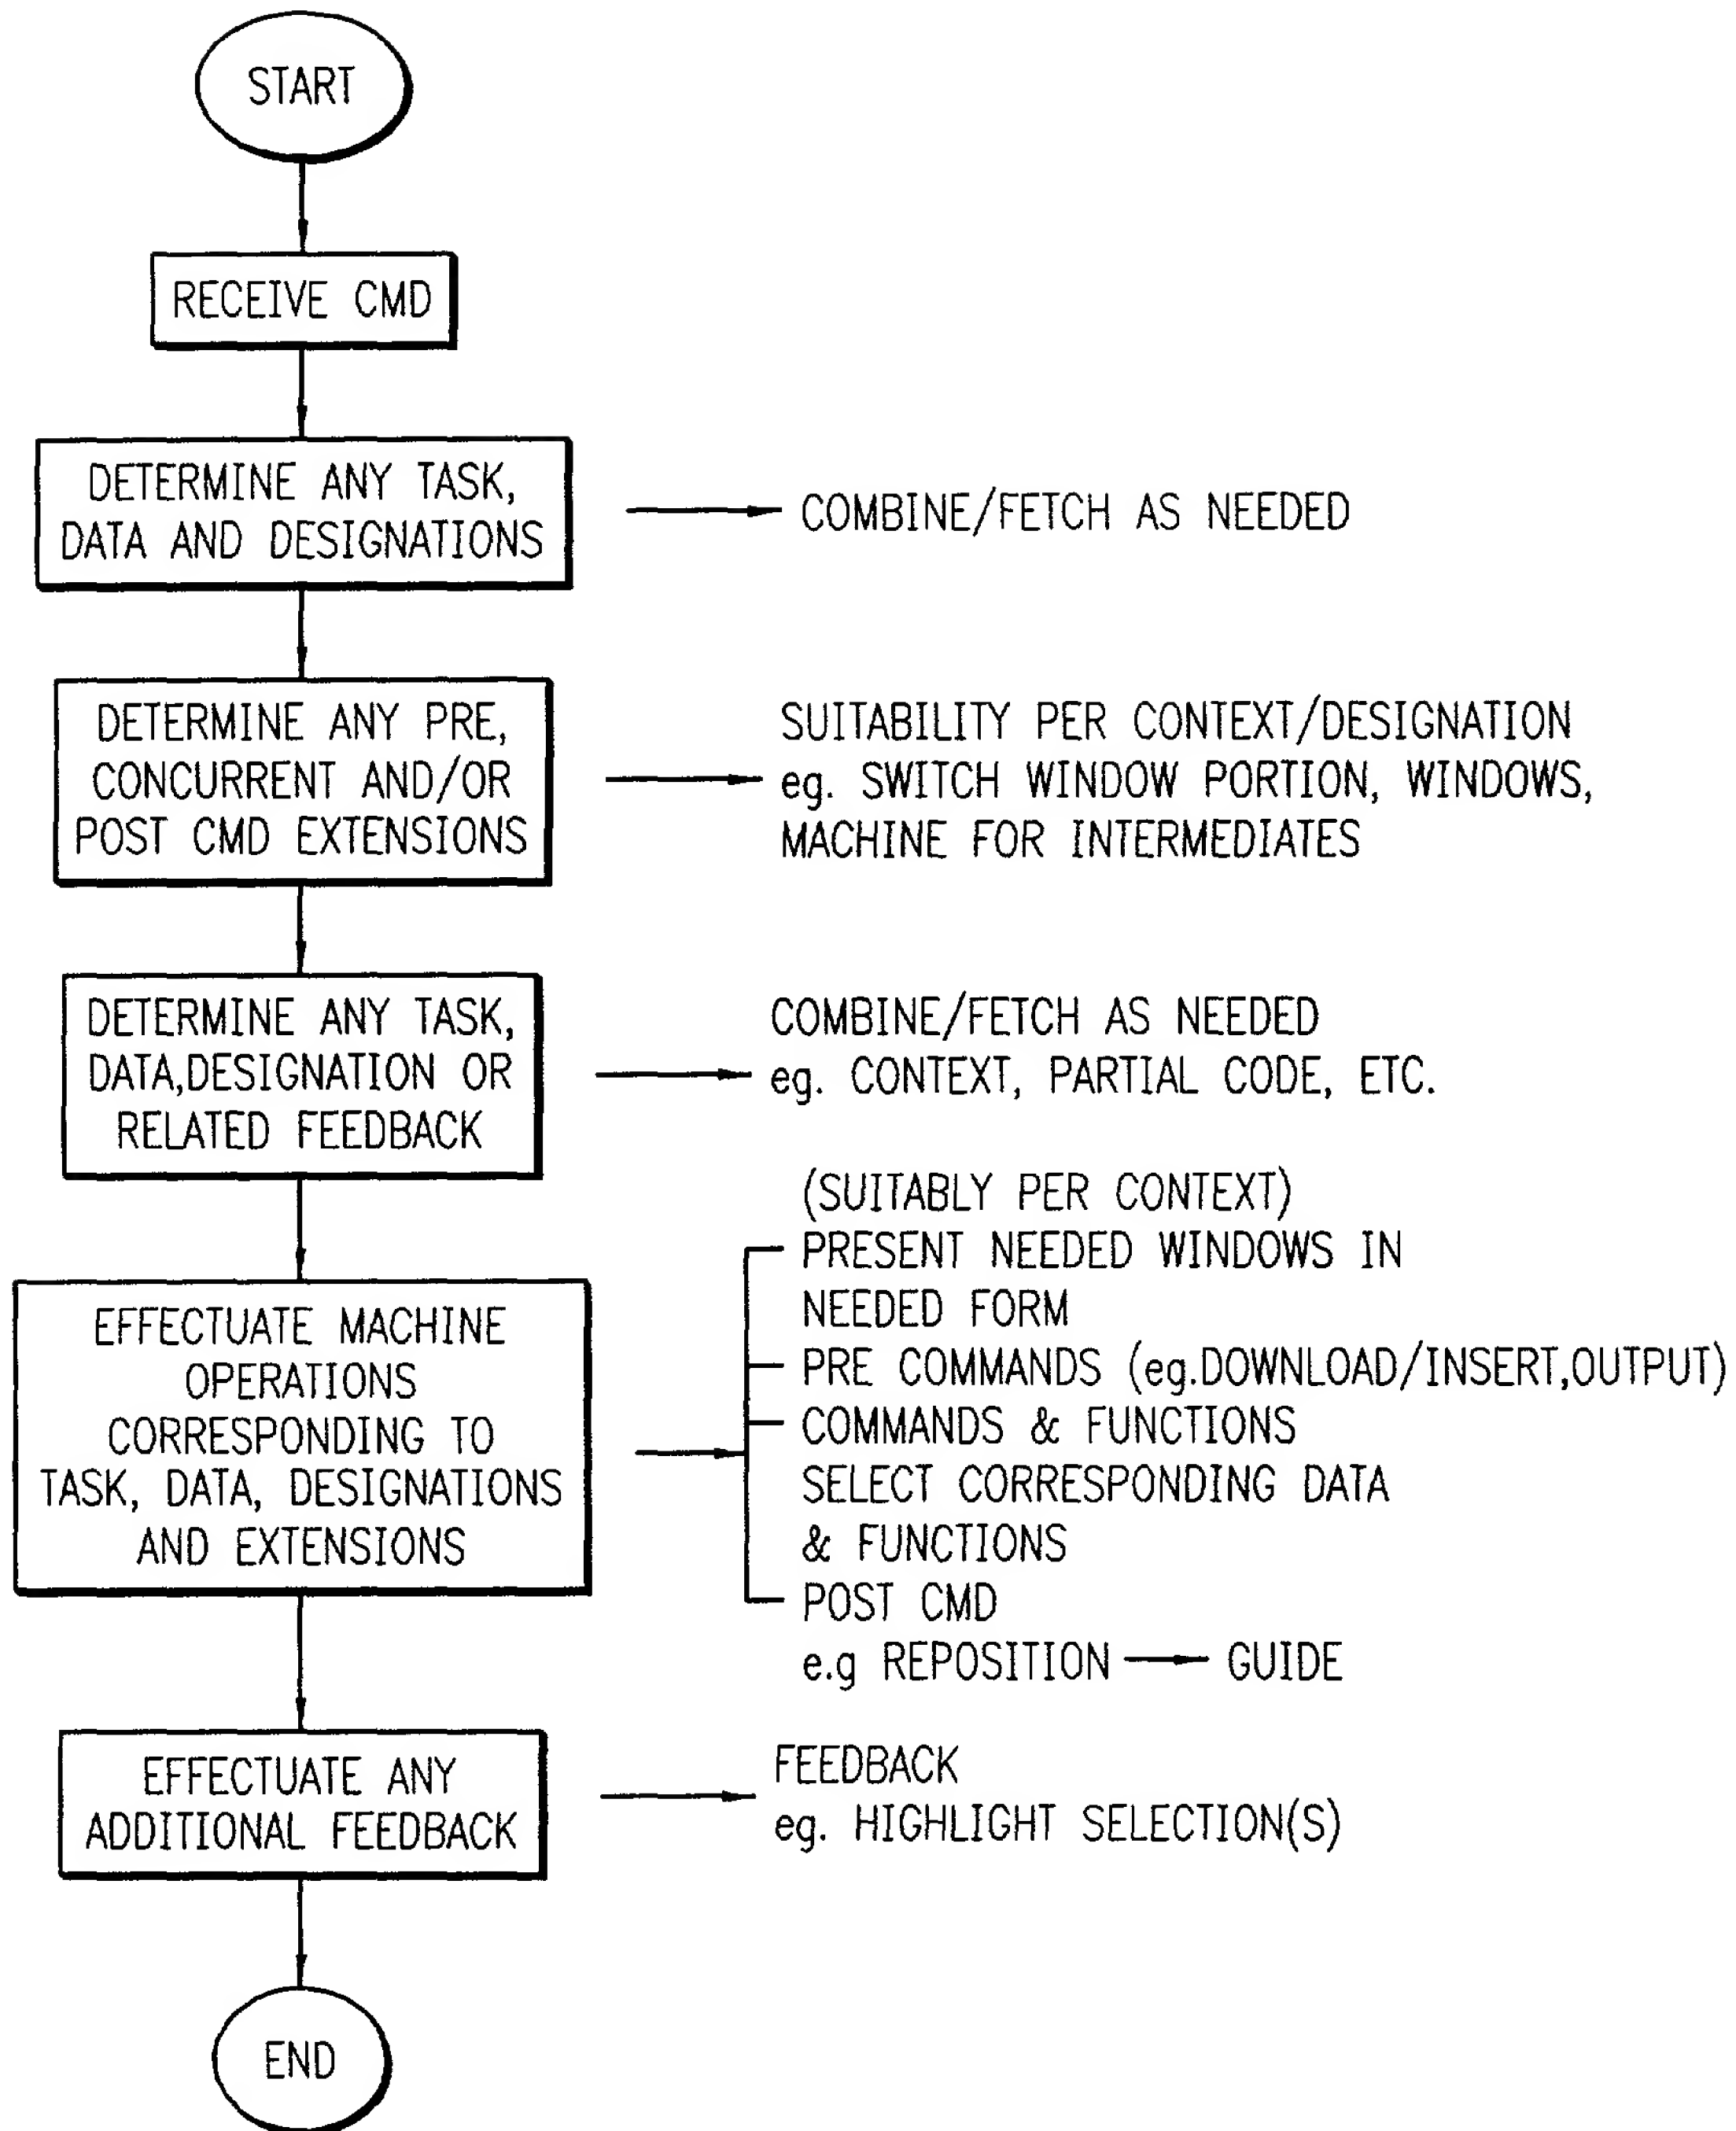 START
RECEIVE CMD
DETERMINE ANY TASK,
DATA AND DESIGNATIONS
COMBINE/FETCH AS NEEDED
DETERMINE ANY PRE,
CONCURRENT AND/OR
POST CMD EXTENSIONS
SUITABILITY PER CONTEXT/DESIGNATION
eg. SWITCH WINDOW PORTION, WINDOWS,
MACHINE FOR INTERMEDIATES
DETERMINE ANY TASK,
DATA,DESIGNATION OR
RELATED FEEDBACK
COMBINE/FETCH AS NEEDED
eg. CONTEXT, PARTIAL CODE, ETC.
EFFECTUATE MACHINE
OPERATIONS
CORRESPONDING TO
TASK, DATA, DESIGNATIONS
AND EXTENSIONS
(SUITABLY PER CONTEXT)
PRESENT NEEDED WINDOWS IN
NEEDED FORM
PRE COMMANDS (eg.DOWNLOAD/INSERT,OUTPUT)
COMMANDS & FUNCTIONS
SELECT CORRESPONDING DATA
& FUNCTIONS
POST CMD
e.g REPOSITION → GUIDE
EFFECTUATE ANY
ADDITIONAL FEEDBACK
FEEDBACK
eg. HIGHLIGHT SELECTION(S)
END